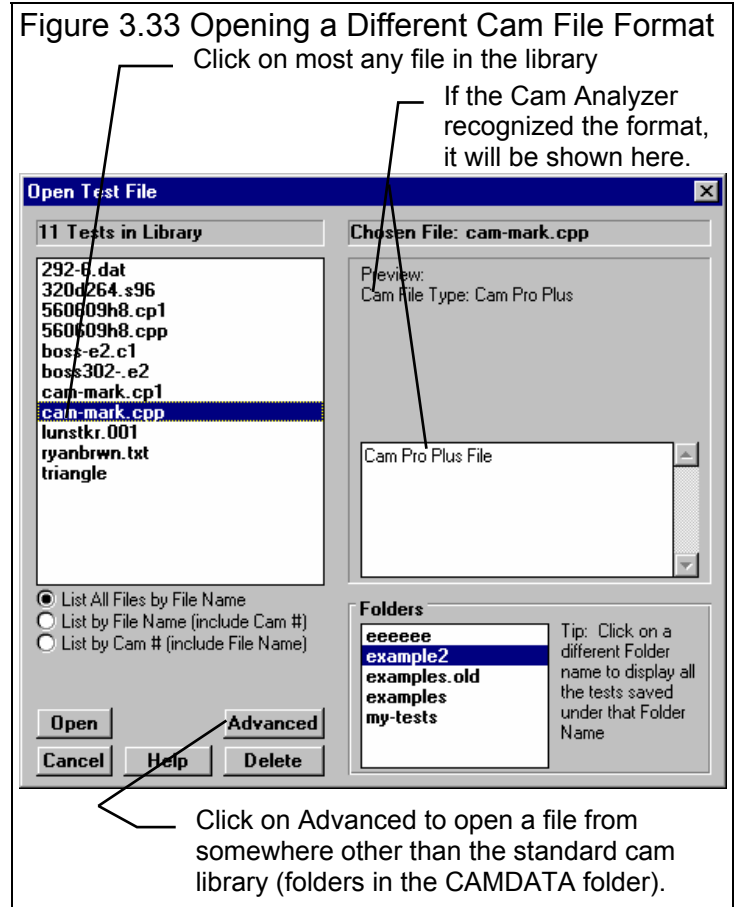 Figure 3.33 Opening a Different Cam File Format
Click on most any file in the library
If the Cam Analyzer
recognized the format,
it will be shown here.
Open Test File
11 Tests in Library
292-6.dat
320d264.s96
560609h8.cp1
560609h8.cpp
boss-e2.c1
boss302-.e2
cam-mark.cp1
cam-mark.cpp
lunstkr.001
ryanbrwn.txt
triangle
List All Files by File Name
List by File Name (include Cam #)
List by Cam # (include File Name)
Open
Advanced
Cancel
Help
Delete
Chosen File: cam-mark.cpp
Preview:
Cam File Type: Cam Pro Plus
Cam Pro Plus File
Folders
eeeeee
example2
examples.old
examples
my-tests
Tip: Click on a
different Folder
name to display all
the tests saved
under that Folder
Name
Click on Advanced to open a file from
somewhere other than the standard cam
library (folders in the CAMDATA folder).